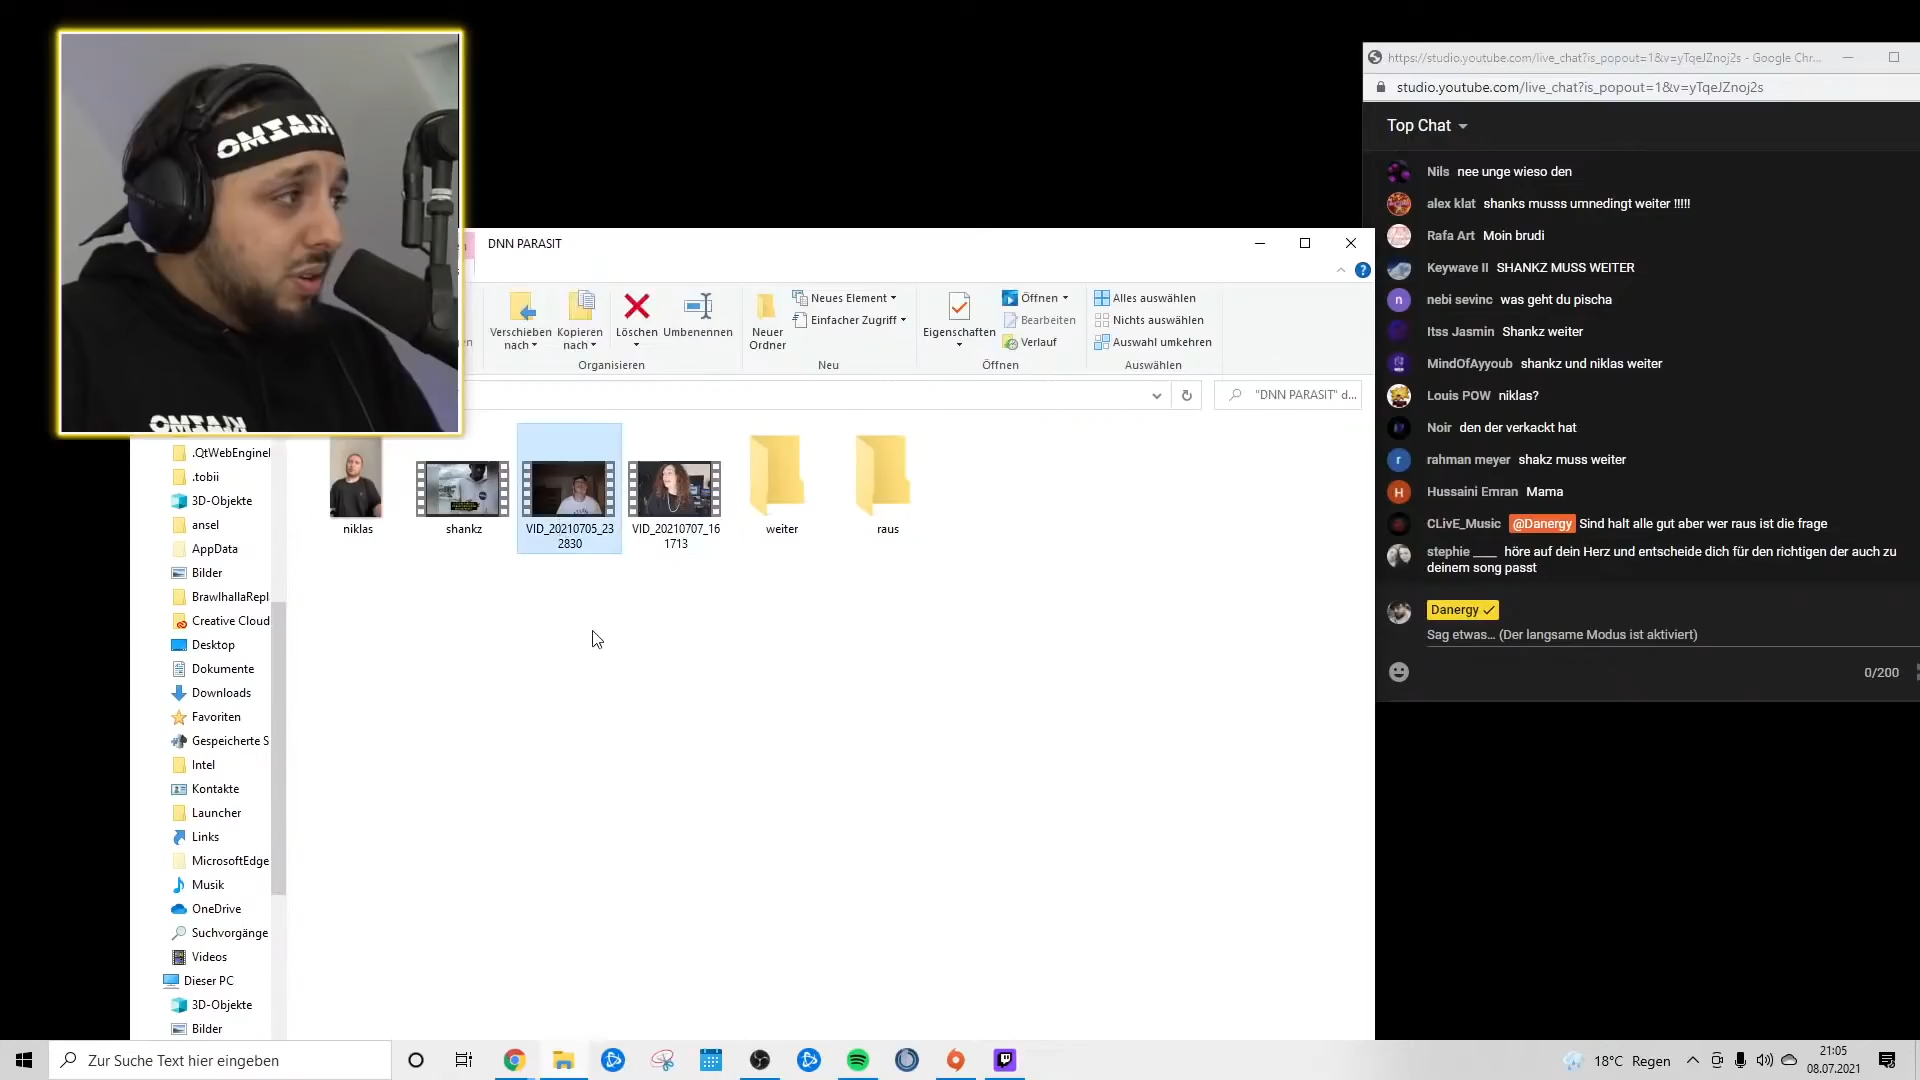 KIAZMO
KIAZMO
https://studio.youtube.com/live_chat?is_popout=1&v=yTqeJZnoj2s - Google Chr...
studio.youtube.com/live_chat?is_popout=1&v=yTqeJZnoj2s
Top Chat
Nils nee unge wieso den
alex klat shanks musss umnedingt weiter !!!!!
Rafa Art Moin brudi
Keywave II SHANKZ MUSS WEITER
nebi sevinc was geht du pischa
Itss Jasmin Shankz weiter
MindOfAyyoub shankz und niklas weiter
Louis POW niklas?
Noir den der verkackt hat
rahman meyer shakz muss weiter
Hussaini Emran Mama
CLivE_Music @Danergy Sind halt alle gut aber wer raus ist die frage
stephie ____ höre auf dein Herz und entscheide dich für den richtigen der auch zu
deinem song passt
Danergy
Sag etwas... (Der langsame Modus ist aktiviert)
0/200
DNN PARASIT
Verschieben
nach
Kopieren
nach
Löschen
Umbenennen
Organisieren
Neuer
Ordner
Neues Element
Einfacher Zugriff
Neu
Eigenschaften
Öffnen
Bearbeiten
Verlauf
Öffnen
Alles auswählen
Nichts auswählen
Auswahl umkehren
Auswählen
"DNN PARASIT" d...
niklas
shankz
VID_20210705_23
2830
VID_20210707_16
1713
weiter
raus
.QtWebEngine
.tobii
3D-Objekte
ansel
AppData
Bilder
BrawlhallaRepl
Creative Cloud
Desktop
Dokumente
Downloads
Favoriten
Gespeicherte S
Intel
Kontakte
Launcher
Links
MicrosoftEdge
Musik
OneDrive
Suchvorgänge
Videos
Dieser PC
3D-Objekte
Bilder
Zur Suche Text hier eingeben
18°C Regen
21:05
08.07.2021